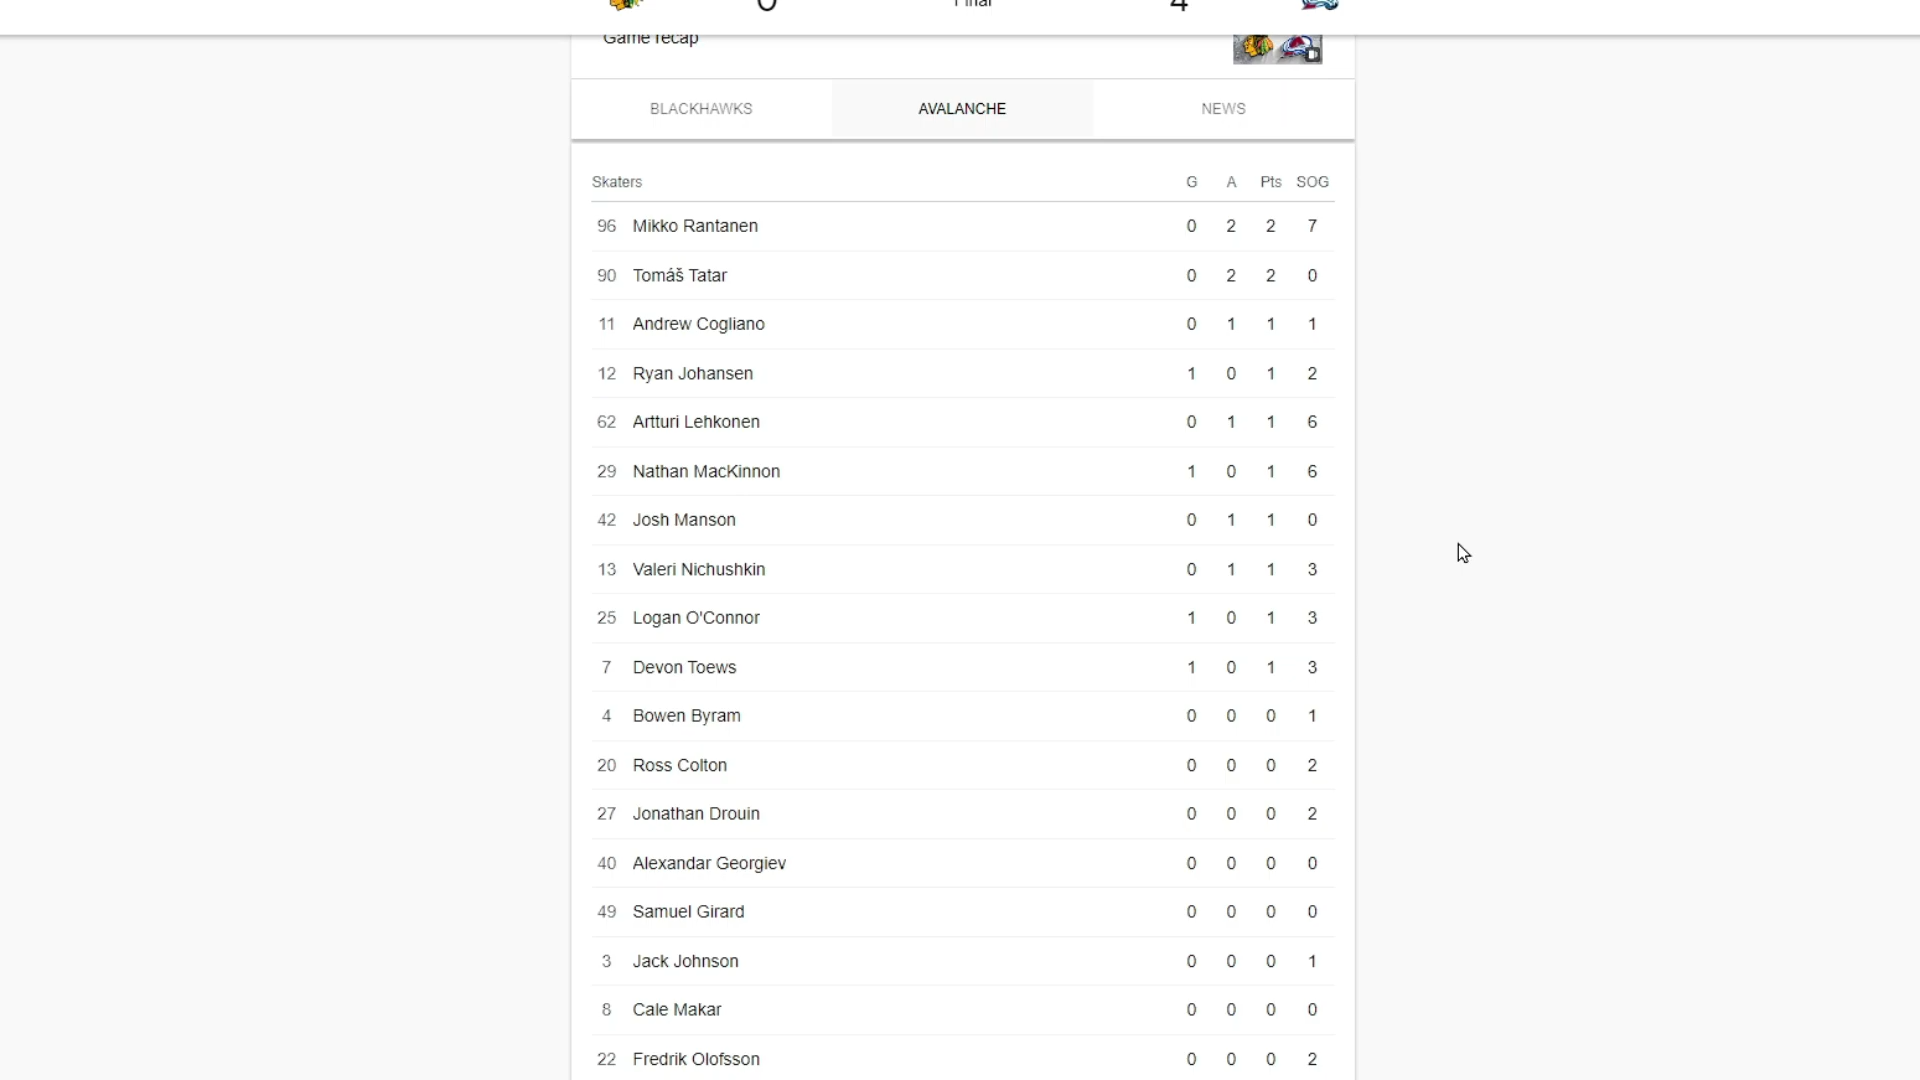 0 Final 4
Game recap
BLACKHAWKS AVALANCHE NEWS
Skaters G A Pts SOG
96 Mikko Rantanen 0 2 2 7
90 Tomáš Tatar 0 2 2 0
11 Andrew Cogliano 0 1 1 1
12 Ryan Johansen 1 0 1 2
62 Artturi Lehkonen 0 1 1 6
29 Nathan MacKinnon 1 0 1 6
42 Josh Manson 0 1 1 0
13 Valeri Nichushkin 0 1 1 3
25 Logan O'Connor 1 0 1 3
7 Devon Toews 1 0 1 3
4 Bowen Byram 0 0 0 1
20 Ross Colton 0 0 0 2
27 Jonathan Drouin 0 0 0 2
40 Alexandar Georgiev 0 0 0 0
49 Samuel Girard 0 0 0 0
3 Jack Johnson 0 0 0 1
8 Cale Makar 0 0 0 0
22 Fredrik Olofsson 0 0 0 2